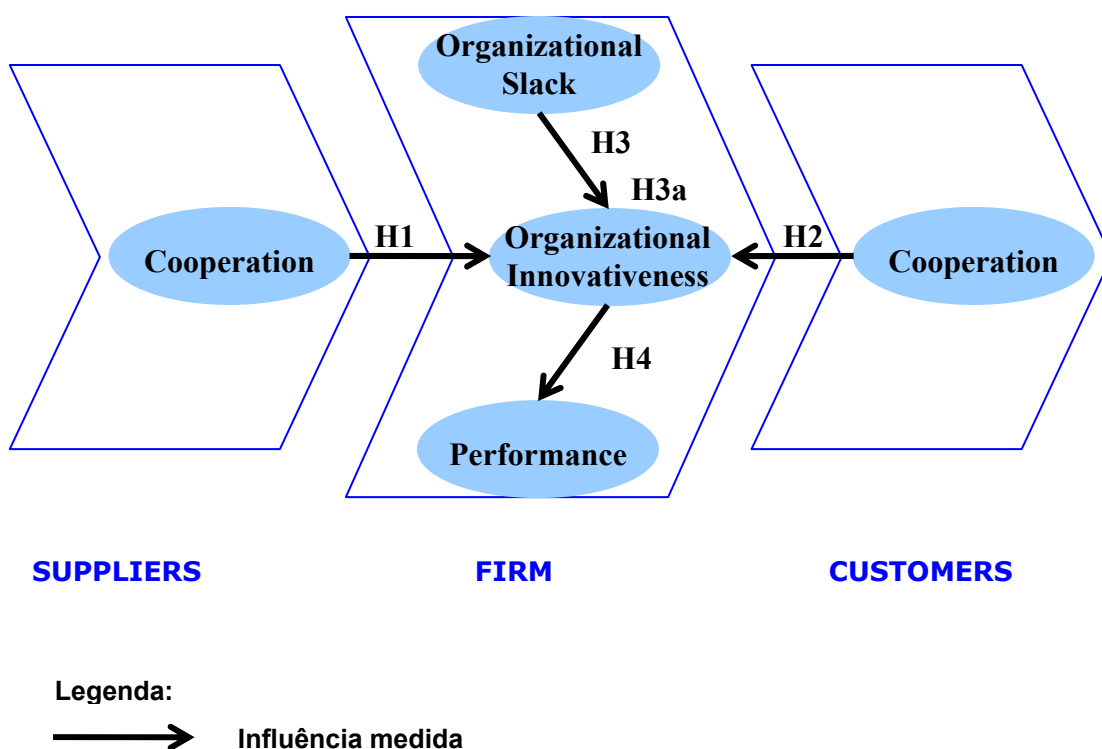 Organizational
Slack
H3
H3a
Cooperation
H1
Organizational
Innovativeness
H2
Cooperation
H4
Performance
SUPPLIERS
FIRM
CUSTOMERS
Legenda:
Influência medida